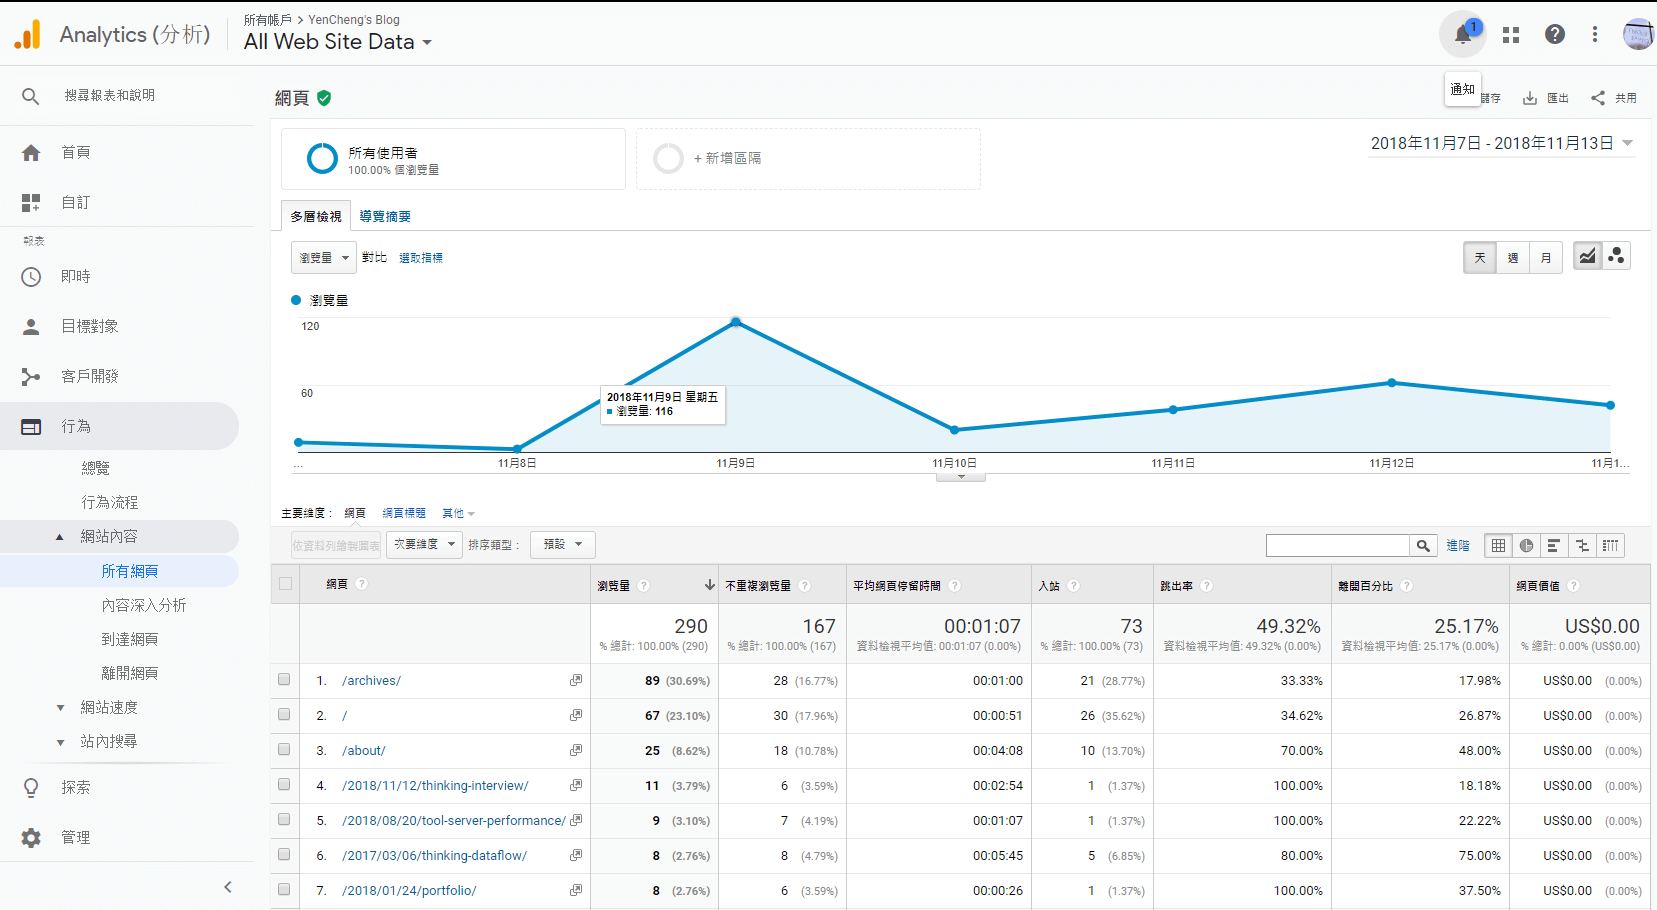 Analytics (分析)
所有帳戶 > YenCheng's Blog
All Web Site Data
1
搜尋報表和說明
首頁
自訂
報表
即時
目標對象
客戶開發
行為
總覽
行為流程
網站內容
所有網頁
內容深入分析
到達網頁
離開網頁
網站速度
站內搜尋
探索
管理
網頁
通知
儲存
匯出
共用
所有使用者
100.00% 個瀏覽量
+ 新增區隔
2018年11月7日 - 2018年11月13日
多層檢視 導覽摘要
瀏覽量 對比 選取指標
天 週 月
瀏覽量
120
60
2018年11月9日 星期五
瀏覽量: 116
... 11月8日 11月9日 11月10日 11月11日 11月12日 11月1...
主要維度： 網頁 網頁標題 其他
依資料列繪製圖表 次要維度 排序類型： 預設 進階
網頁 瀏覽量 不重複瀏覽量 平均網頁停留時間 入站 跳出率 離開百分比 網頁價值
290 167 00:01:07 73 49.32% 25.17% US$0.00
% 總計: 100.00% (290) % 總計: 100.00% (167) 資料檢視平均值: 00:01:07 (0.00%) % 總計: 100.00% (73) 資料檢視平均值: 49.32% (0.00%) 資料檢視平均值: 25.17% (0.00%) % 總計: 0.00% (US$0.00)
1. /archives/ 89 (30.69%) 28 (16.77%) 00:01:00 21 (28.77%) 33.33% 17.98% US$0.00 (0.00%)
2. / 67 (23.10%) 30 (17.96%) 00:00:51 26 (35.62%) 34.62% 26.87% US$0.00 (0.00%)
3. /about/ 25 (8.62%) 18 (10.78%) 00:04:08 10 (13.70%) 70.00% 48.00% US$0.00 (0.00%)
4. /2018/11/12/thinking-interview/ 11 (3.79%) 6 (3.59%) 00:02:54 1 (1.37%) 100.00% 18.18% US$0.00 (0.00%)
5. /2018/08/20/tool-server-performance/ 9 (3.10%) 7 (4.19%) 00:01:07 1 (1.37%) 100.00% 22.22% US$0.00 (0.00%)
6. /2017/03/06/thinking-dataflow/ 8 (2.76%) 8 (4.79%) 00:05:45 5 (6.85%) 80.00% 75.00% US$0.00 (0.00%)
7. /2018/01/24/portfolio/ 8 (2.76%) 6 (3.59%) 00:00:26 1 (1.37%) 100.00% 37.50% US$0.00 (0.00%)